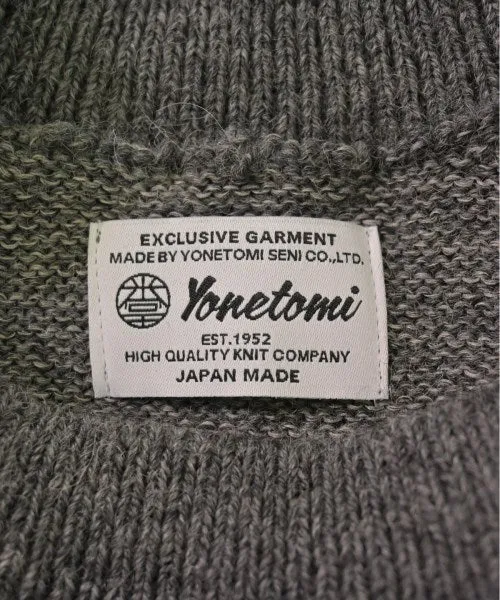 EXCLUSIVE GARMENT
MADE BY YONETOMI SENI CO.,LTD.
Yonetomi
EST.1952
HIGH QUALITY KNIT COMPANY
JAPAN MADE